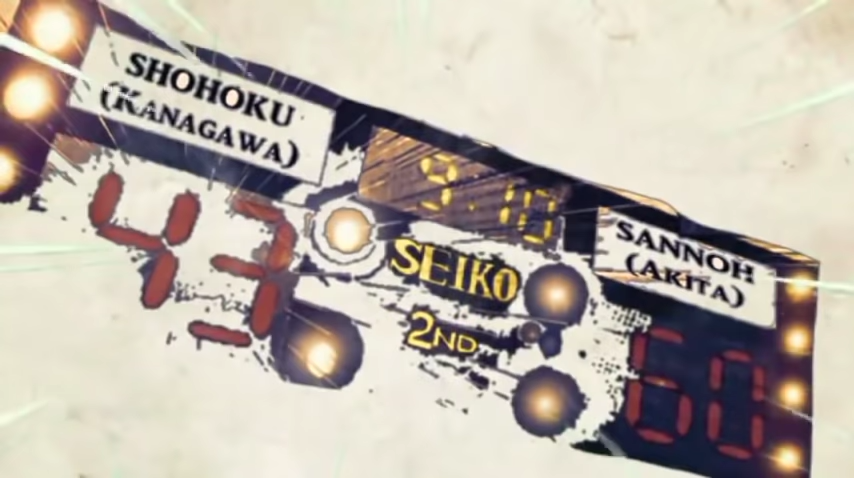 SHOHOKU
(KANAGAWA)
9:10
SANNOH
(AKITA)
43
SEIKO
60
2ND